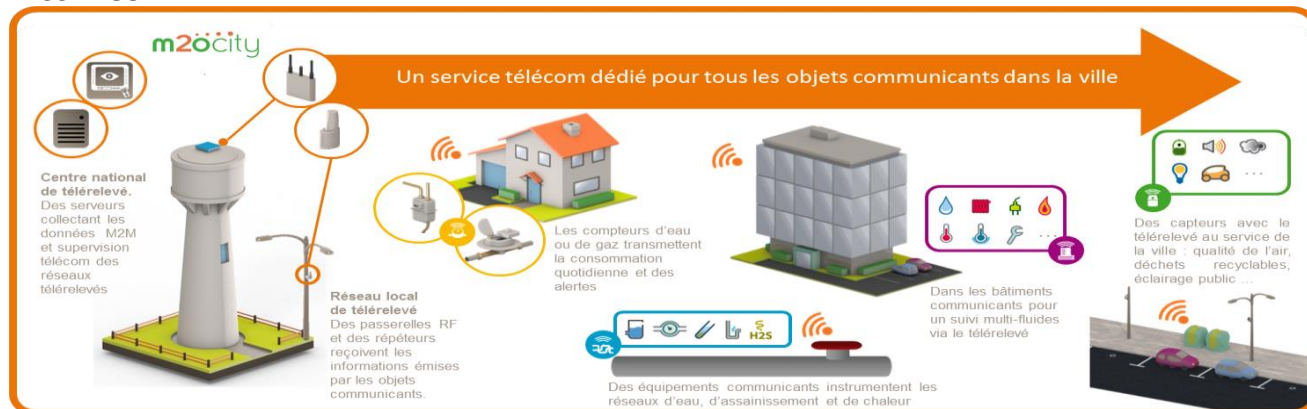 m2ocity
Un service télécom dédié pour tous les objets communicants dans la ville
Centre national
de télérelevé.
Des serveurs
collectant les
données M2M
et supervision
télécom des
réseaux
télérelevés
Réseau local
de télérelevé
Des passerelles RF
et des répéteurs
reçoivent les
informations émises
par les objets
communicants.
Les compteurs d'eau
ou de gaz transmettent
la consommation
quotidienne et des
alertes
H2S
Des équipements communicants instrumentent les
réseaux d'eau, d'assainissement et de chaleur
Dans les bâtiments
communicants pour
un suivi multi-fluides
via le télérelevé
Des capteurs avec le
télérelevé au service de
la ville : qualité de l'air,
déchets recyclables,
éclairage public ...